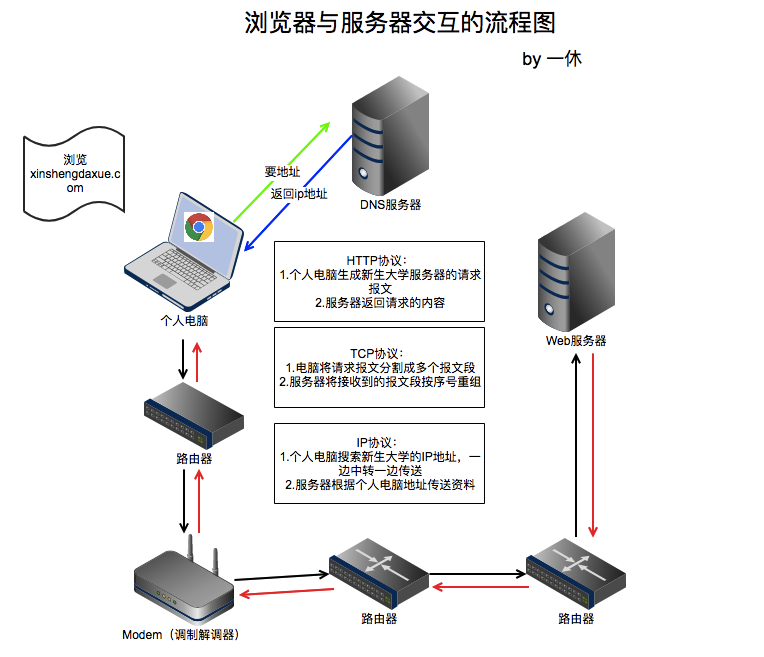 浏览器与服务器交互的流程图
by 一休
浏览
xinshengdaxue.c
om
要地址
返回ip地址
DNS服务器
个人电脑
HTTP协议：
1.个人电脑生成新生大学服务器的请求
报文
2.服务器返回请求的内容
Web服务器
TCP协议：
1.电脑将请求报文分割成多个报文段
2.服务器将接收到的报文段按序号重组
路由器
IP协议：
1.个人电脑搜索新生大学的IP地址，一
边中转一边传送
2.服务器根据个人电脑地址传送资料
Modem（调制解调器）
路由器
路由器